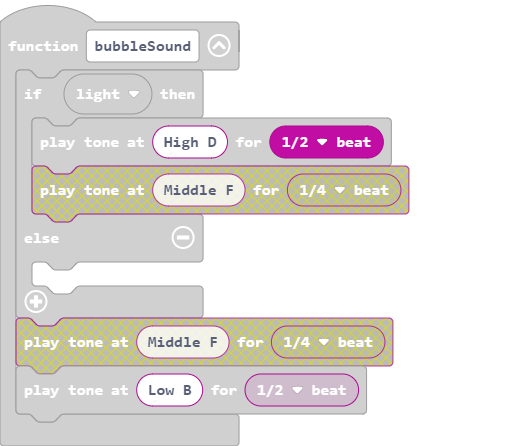 function bubbleSound
if light then
play tone at High D for 1/2 beat
play tone at Middle F for 1/4 beat
else
play tone at Middle F for 1/4 beat
play tone at Low B for 1/2 beat